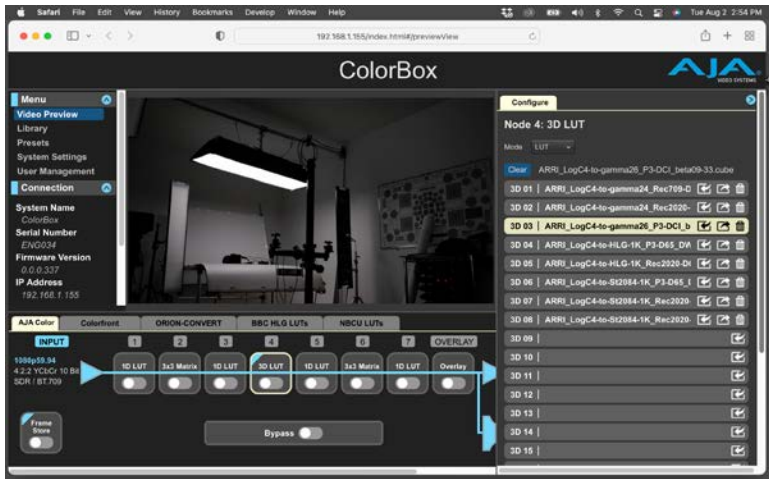 Safari File Edit View History Bookmarks Develop Window Help Tue Aug 2 2:54 PM
192.168.1.155/index.html#/previewView
ColorBox
AJA
VIDEO SYSTEMS
Menu
Video Preview
Library
Presets
System Settings
User Management
Connection
System Name
ColorBox
Serial Number
ENG034
Firmware Version
0.0.0.337
IP Address
192.168.1.155
Configure
Node 4: 3D LUT
Mode LUT
Clear ARRI_LogC4-to-gamma26_P3-DCI_beta09-33.cube
3D 01 | ARRI_LogC4-to-gamma24_Rec709-D
3D 02 | ARRI_LogC4-to-gamma24_Rec2020-
3D 03 | ARRI_LogC4-to-gamma26_P3-DCI_b
3D 04 | ARRI_LogC4-to-HLG-1K_P3-D65_DW
3D 05 | ARRI_LogC4-to-HLG-1K_Rec2020-DI
3D 06 | ARRI_LogC4-to-St2084-1K_P3-D65_
3D 07 | ARRI_LogC4-to-St2084-1K_Rec2020
3D 08 | ARRI_LogC4-to-St2084-1K_Rec2020-
3D 09 |
3D 10 |
3D 11 |
3D 12 |
3D 13 |
3D 14 |
3D 15 |
AJA Color Colorfront ORION-CONVERT BBC HLG LUTs NBCU LUTs
INPUT 1 2 3 4 5 6 7 OVERLAY
1080p59.94
4:2:2 YCbCr 10 Bit
SDR / BT.709
1D LUT 3x3 Matrix 1D LUT 3D LUT 1D LUT 3x3 Matrix 1D LUT Overlay
Frame
Store
Bypass